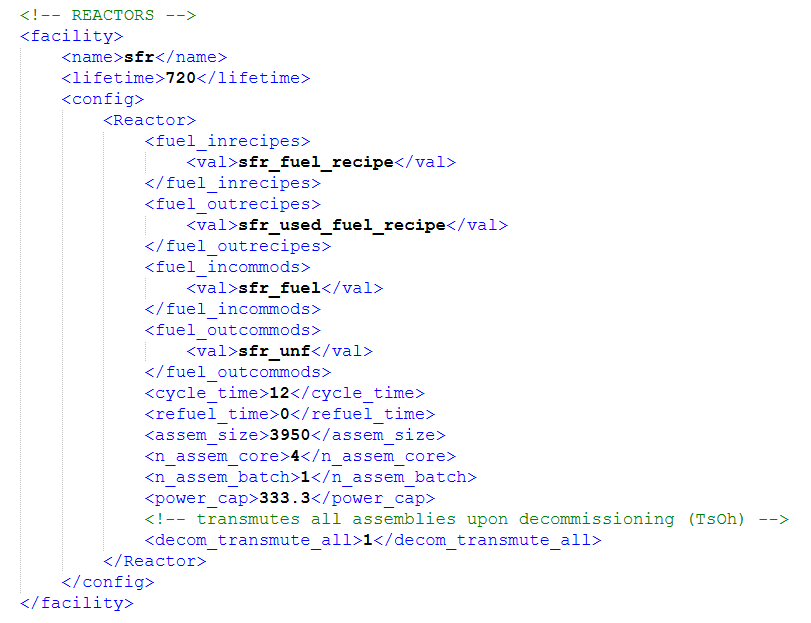 <!-- REACTORS -->
<facility>
<name>sfr</name>
<lifetime>720</lifetime>
<config>
<Reactor>
<fuel_inrecipes>
<val>sfr_fuel_recipe</val>
</fuel_inrecipes>
<fuel_outrecipes>
<val>sfr_used_fuel_recipe</val>
</fuel_outrecipes>
<fuel_incommods>
<val>sfr_fuel</val>
</fuel_incommods>
<fuel_outcommods>
<val>sfr_unf</val>
</fuel_outcommods>
<cycle_time>12</cycle_time>
<refuel_time>0</refuel_time>
<assem_size>3950</assem_size>
<n_assem_core>4</n_assem_core>
<n_assem_batch>1</n_assem_batch>
<power_cap>333.3</power_cap>
<!-- transmutes all assemblies upon decommissioning (TsOh) -->
<decom_transmute_all>1</decom_transmute_all>
</Reactor>
</config>
</facility>